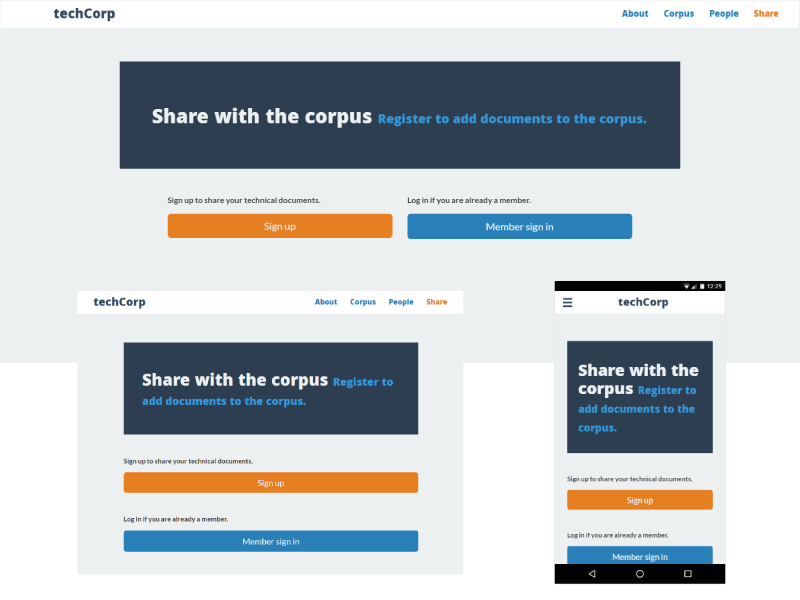 techCorp About Corpus People Share
Share with the corpus Register to add documents to the corpus.
Sign up to share your technical documents. Log in if you are already a member.
Sign up Member sign in
techCorp About Corpus People Share
Share with the corpus Register to
add documents to the corpus.
Sign up to share your technical documents.
Sign up
Log in if you are already a member.
Member sign in
12:29
techCorp
Share with the
corpus Register to
add documents to the
corpus.
Sign up to share your technical documents.
Sign up
Log in if you are already a member.
Member sign in